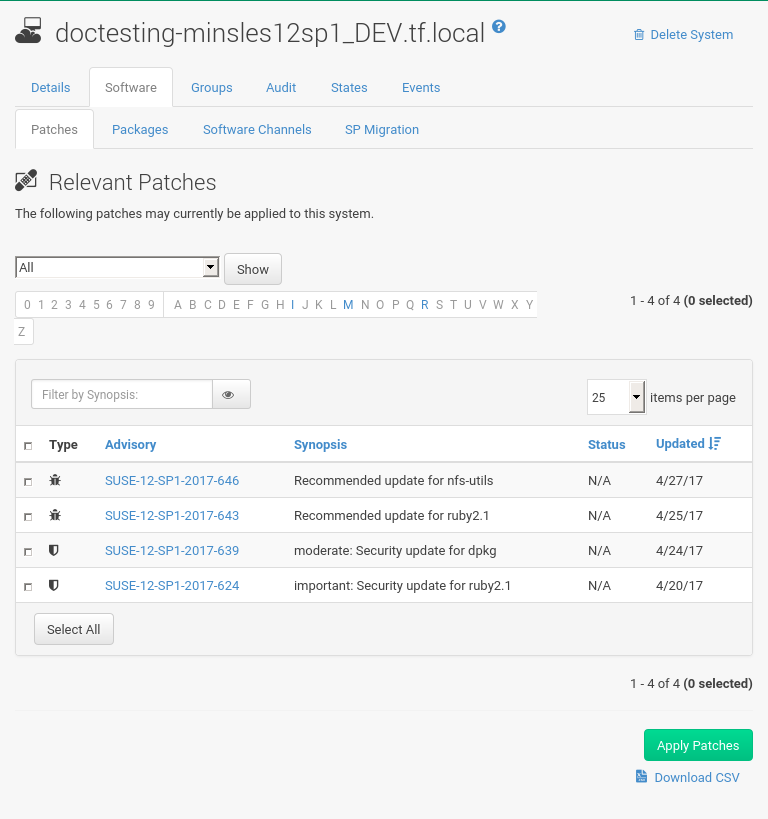 doctesting-minsles12sp1_DEV.tf.local ?
Delete System
Details Software Groups Audit States Events
Patches Packages Software Channels SP Migration
Relevant Patches
The following patches may currently be applied to this system.
All Show
0 1 2 3 4 5 6 7 8 9 A B C D E F G H I J K L M N O P Q R S T U V W X Y
Z
1 - 4 of 4 (0 selected)
Filter by Synopsis: 25 items per page
Type Advisory Synopsis Status Updated
SUSE-12-SP1-2017-646 Recommended update for nfs-utils N/A 4/27/17
SUSE-12-SP1-2017-643 Recommended update for ruby2.1 N/A 4/25/17
SUSE-12-SP1-2017-639 moderate: Security update for dpkg N/A 4/24/17
SUSE-12-SP1-2017-624 important: Security update for ruby2.1 N/A 4/20/17
Select All
1 - 4 of 4 (0 selected)
Apply Patches
Download CSV